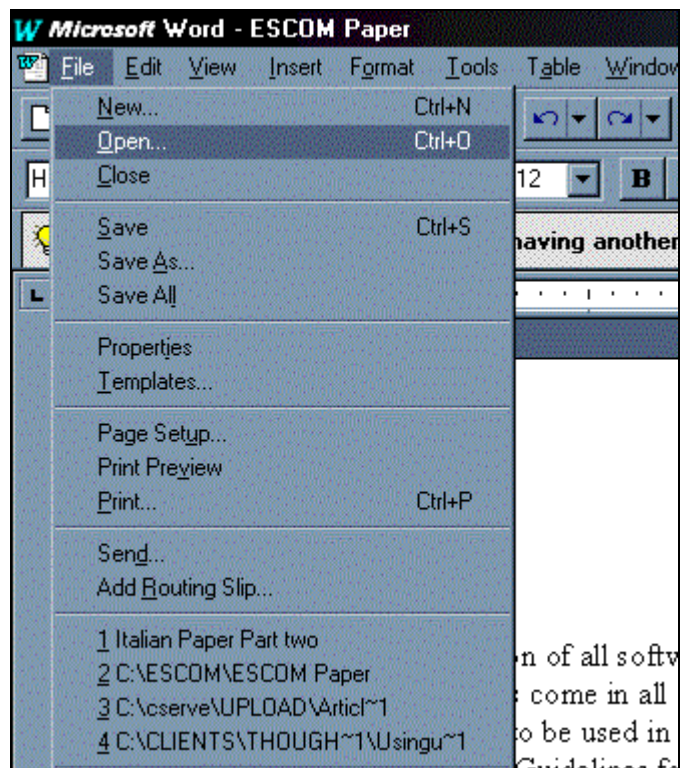 Microsoft Word - ESCOM Paper
File Edit View Insert Format Tools Table Window
New... Ctrl+N
Open... Ctrl+O
Close
12 B
Save Ctrl+S
having another
Save As...
Save All
Properties
Templates...
Page Setup...
Print Preview
Print... Ctrl+P
Send...
Add Routing Slip...
1 Italian Paper Part two
2 C:\ESCOM\ESCOM Paper
3 C:\cserve\UPLOAD\Articl~1
4 C:\CLIENTS\THOUGH~1\Usingu~1
of all
come in all
to be used in
Guidelines